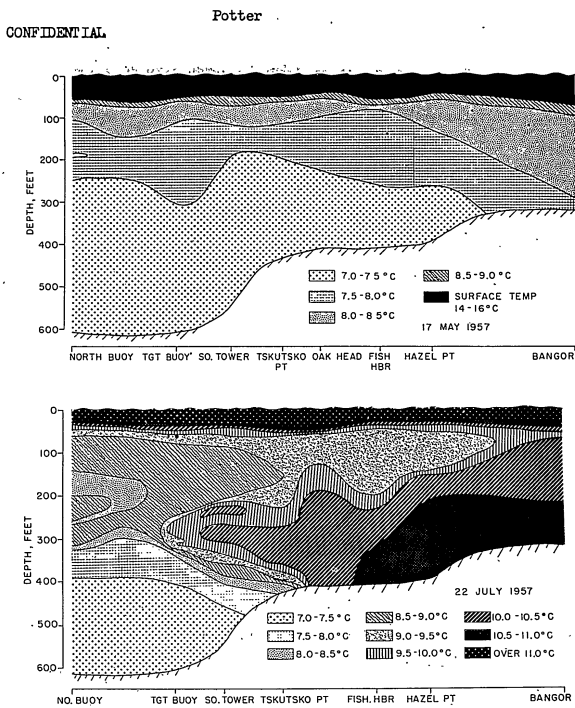 Potter
CONFIDENTIAL
0
100
200
300
400
500
600
DEPTH, FEET
7.0-7.5°C
7.5-8.0°C
8.0-8.5°C
8.5-9.0°C
SURFACE TEMP
14-16°C
17 MAY 1957
NORTH BUOY TGT BUOY SO. TOWER TSKUTSKO PT OAK HEAD FISH HBR HAZEL PT BANGOR
0
100
200
300
400
500
600
DEPTH, FEET
22 JULY 1957
7.0-7.5°C 8.5-9.0°C 10.0-10.5°C
7.5-8.0°C 9.0-9.5°C 10.5-11.0°C
8.0-8.5°C 9.5-10.0°C OVER 11.0°C
NO. BUOY TGT BUOY SO. TOWER TSKUTSKO PT FISH. HBR HAZEL PT BANGOR